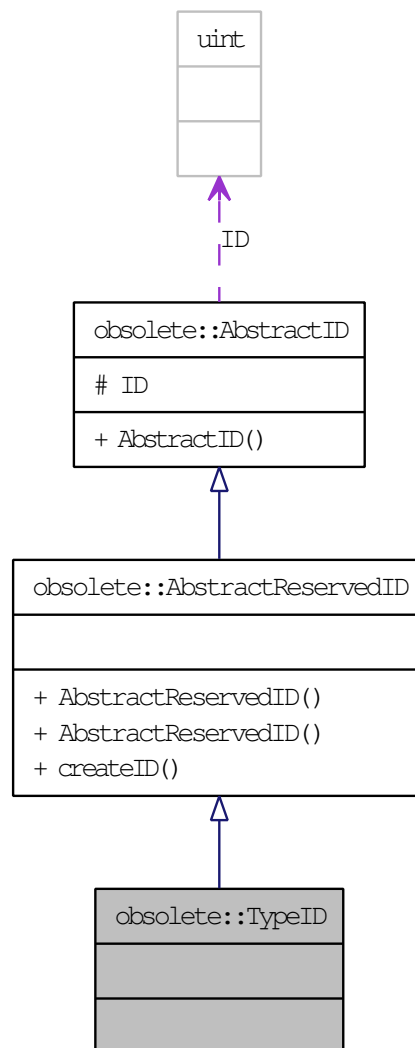 uint
ID
obsolete::AbstractID
# ID
+ AbstractID()
obsolete::AbstractReservedID
+ AbstractReservedID()
+ AbstractReservedID()
+ createID()
obsolete::TypeID